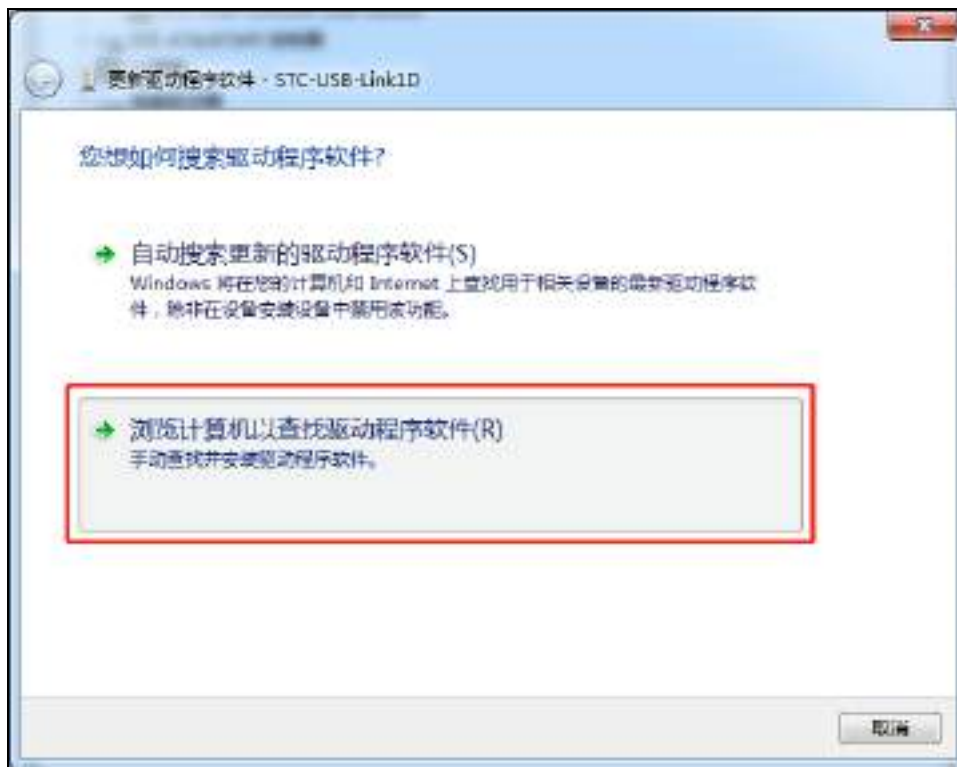 更新驱动程序软件 - STC-USB-Link1D
您想如何搜索驱动程序软件?
自动搜索更新的驱动程序软件(S)
Windows 将在您的计算机和 Internet 上查找用于相关设备的最新驱动程序软
件，除非在设备安装设置中禁用该功能。
浏览计算机以查找驱动程序软件(R)
手动查找并安装驱动程序软件。
取消